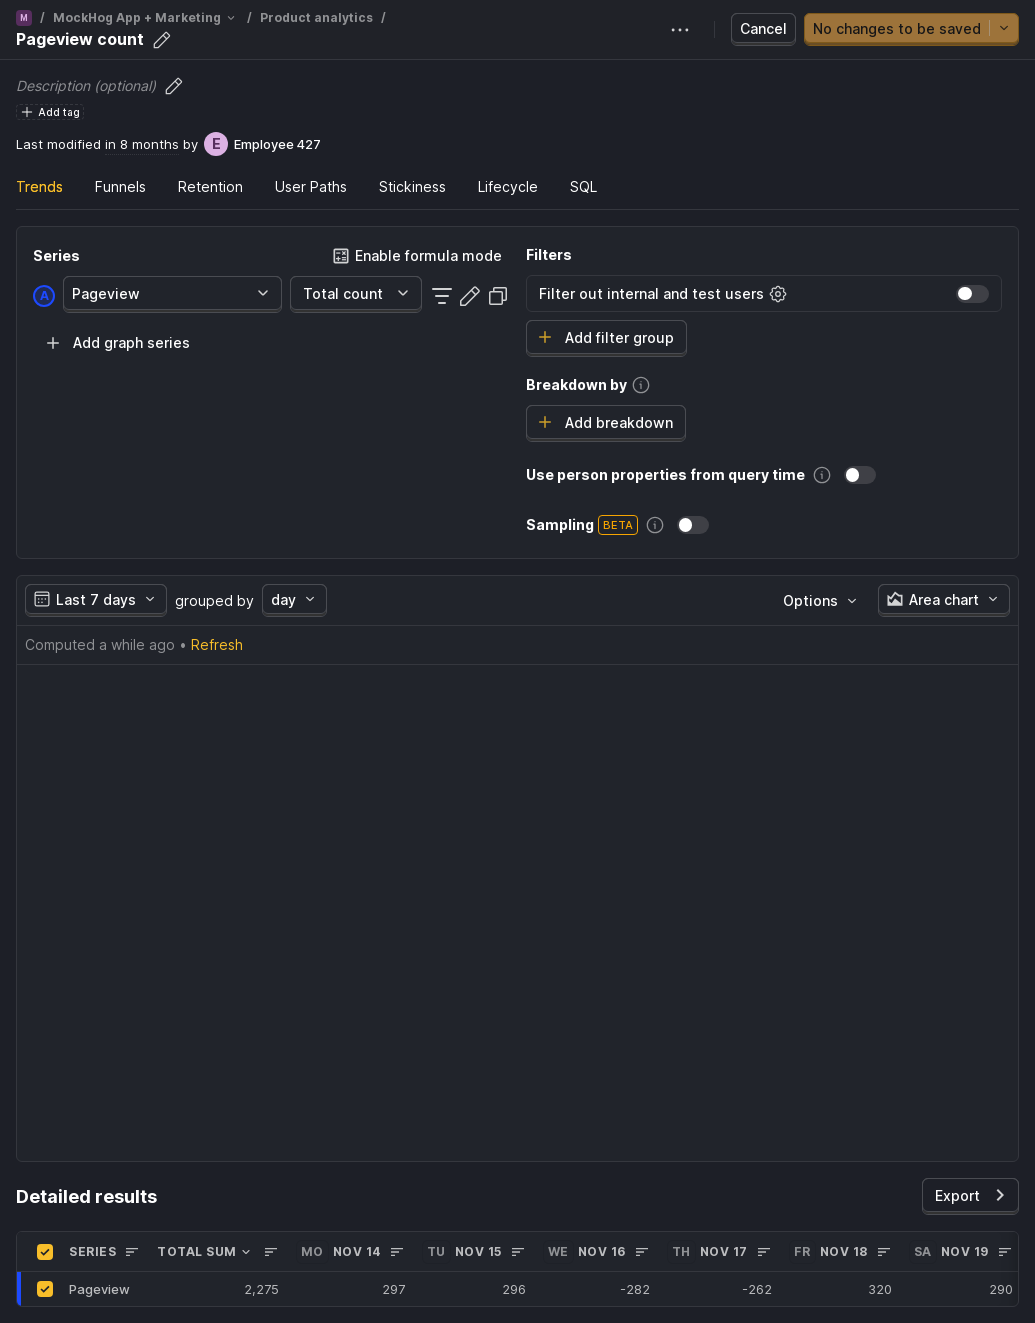 M / MockHog App + Marketing / Product analytics /
Pageview count
Cancel
No changes to be saved
Description (optional)
Add tag
Last modified in 8 months by E Employee 427
Trends Funnels Retention User Paths Stickiness Lifecycle SQL
Series
Enable formula mode
A Pageview Total count
Add graph series
Filters
Filter out internal and test users
Add filter group
Breakdown by
Add breakdown
Use person properties from query time
Sampling BETA
Last 7 days grouped by day Options Area chart
Computed a while ago • Refresh
Detailed results
Export
SERIES TOTAL SUM MO NOV 14 TU NOV 15 WE NOV 16 TH NOV 17 FR NOV 18 SA NOV 19
Pageview 2,275 297 296 -282 -262 320 290